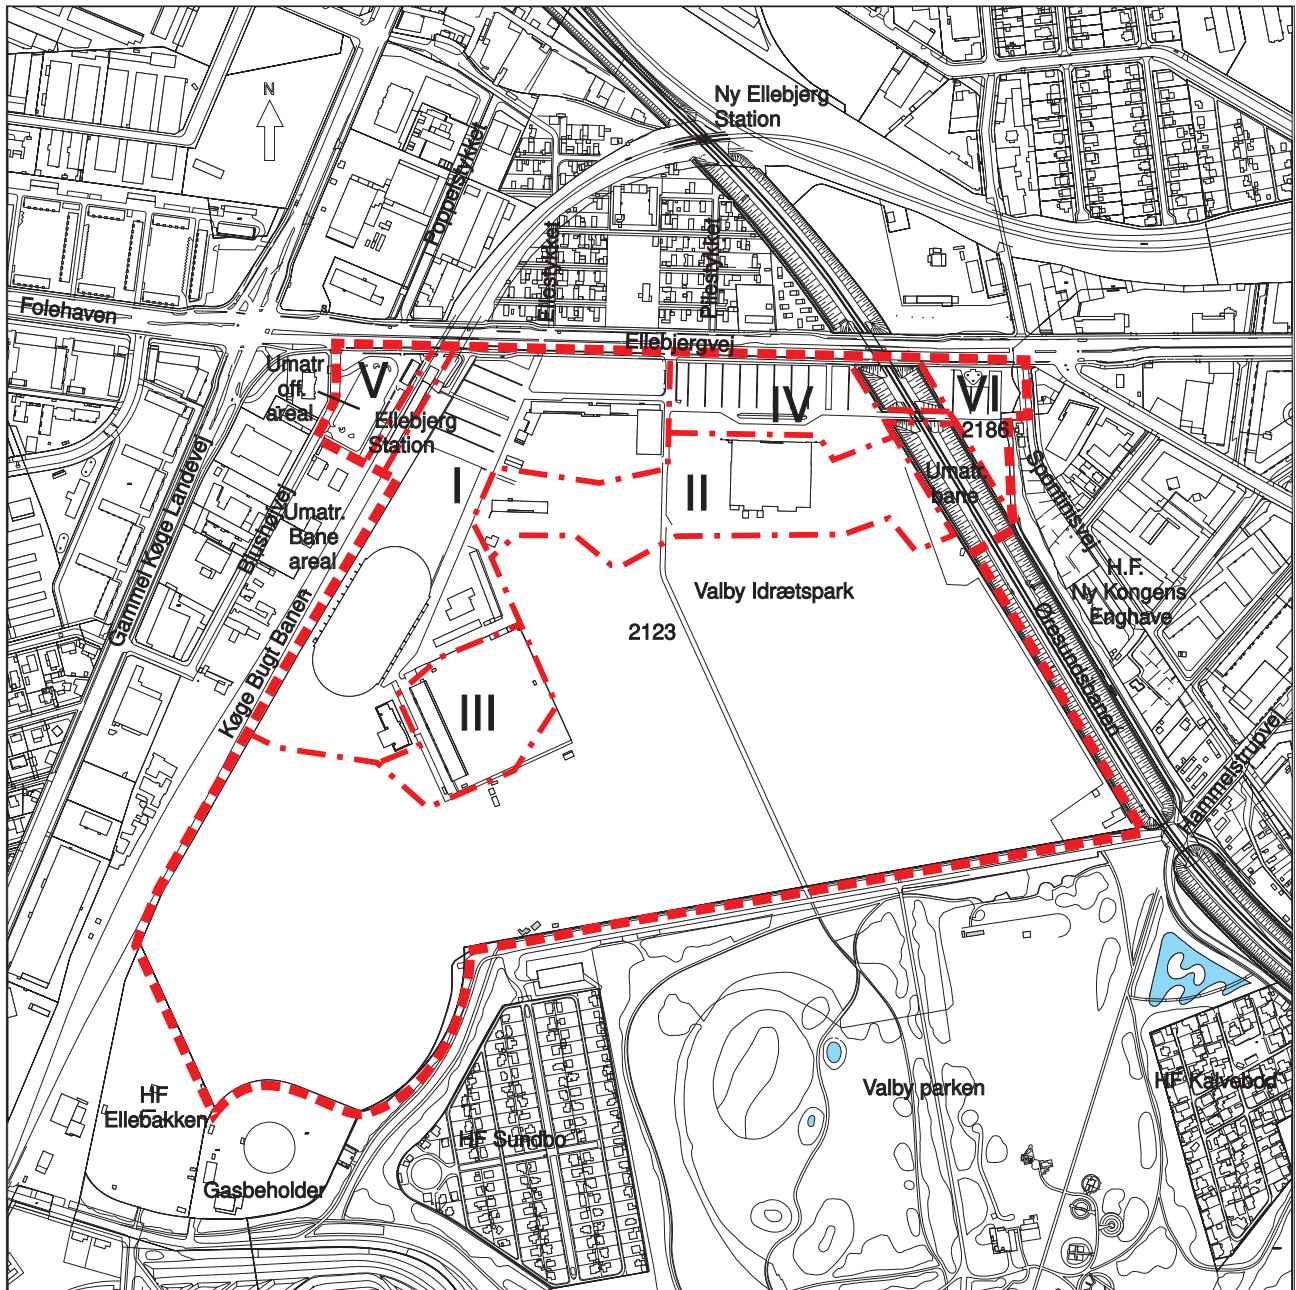 N
Ny Ellebjerg
Station
Poppelstykket
Ellestykket
Pilestykket
Folehaven
Ellebjergvej
Umatr.
off.
areal
V
Ellebjerg
Station
IV
VI
2186
Gammel Køge Landevej
Blushøjvej
Umatr.
Bane
areal
I
II
Umatr.
bane
Spontinisvej
Køge Bugt Banen
Valby Idrætspark
2123
H.F.
Ny Kongens
Enghave
Øresundsbanen
III
Hammelstrupvej
HF
Ellebakken
Gasbeholder
HF Sundbo
Valby parken
HF Kalvebod